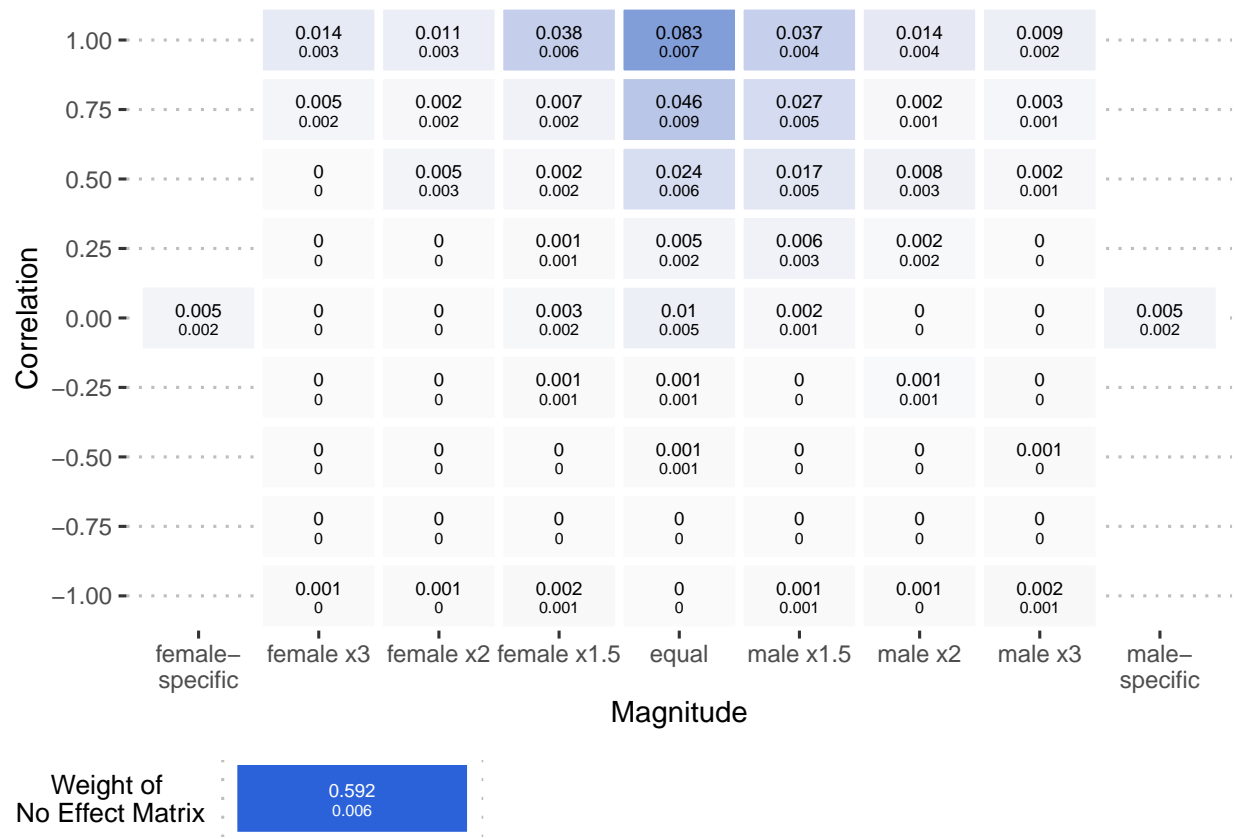 1.00 0.014 0.011 0.038 0.083 0.037 0.014 0.009
0.003 0.003 0.006 0.007 0.004 0.004 0.002
0.75 0.005 0.002 0.007 0.046 0.027 0.002 0.003
0.002 0.002 0.002 0.009 0.005 0.001 0.001
0.50 0 0.005 0.002 0.024 0.017 0.008 0.002
0 0.003 0.002 0.006 0.005 0.003 0.001
0.25 0 0 0.001 0.005 0.006 0.002 0
0 0 0.001 0.002 0.003 0.002 0
0.00 0.005 0 0 0.003 0.01 0.002 0 0 0.005
0.002 0 0 0.002 0.005 0.001 0 0 0.002
−0.25 0 0 0.001 0.001 0 0.001 0
0 0 0.001 0.001 0 0.001 0
−0.50 0 0 0 0.001 0 0 0.001
0 0 0 0.001 0 0 0
−0.75 0 0 0 0 0 0 0
0 0 0 0 0 0 0
−1.00 0.001 0.001 0.002 0 0.001 0.001 0.002
0 0 0.001 0 0.001 0 0.001
Correlation
female− female x3 female x2 female x1.5 equal male x1.5 male x2 male x3 male−
specific specific
Magnitude
Weight of
No Effect Matrix
0.592
0.006